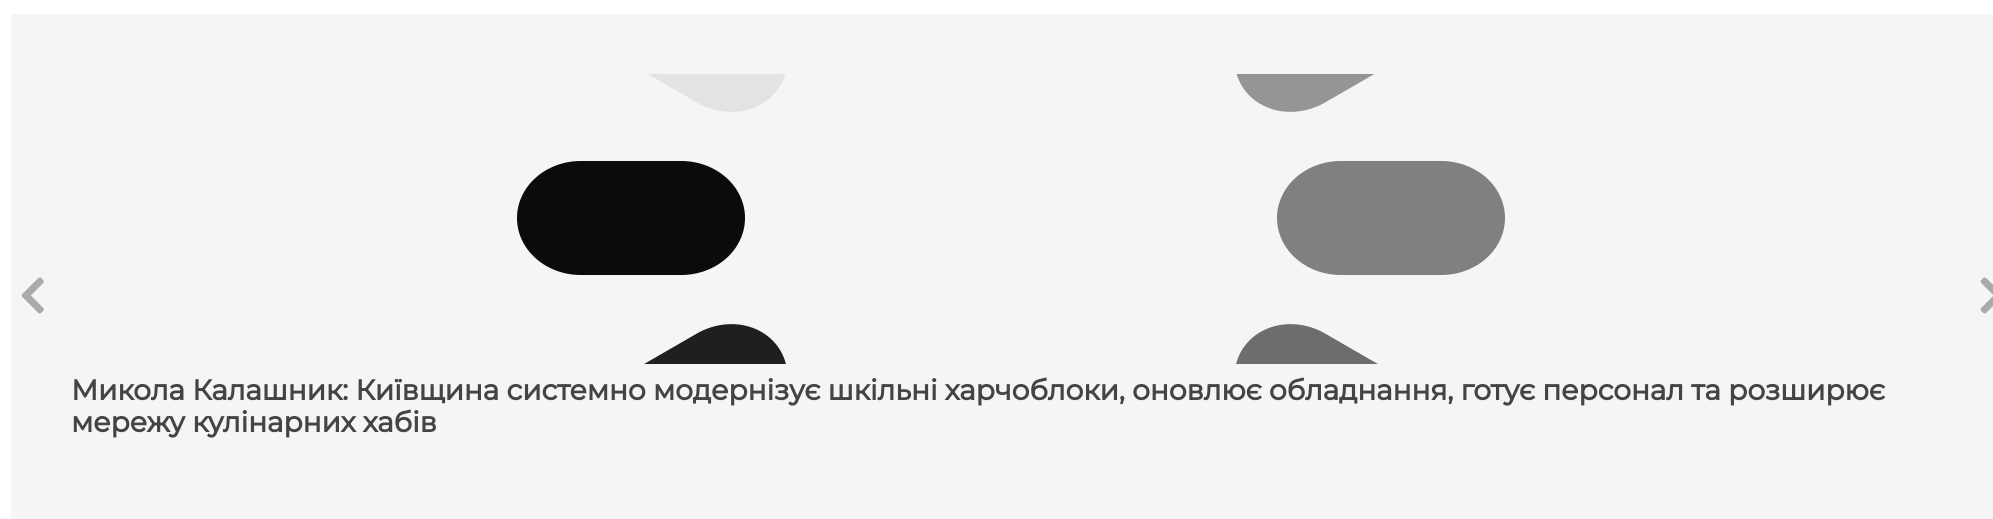 Микола Калашник: Київщина системно модернізує шкільні харчоблоки, оновлює обладнання, готує персонал та розширює
мережу кулінарних хабів